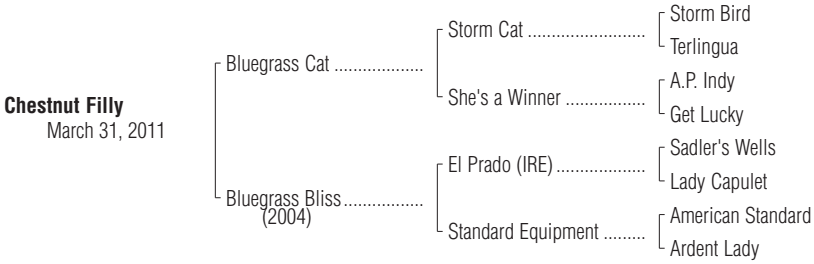 Storm Bird
Storm Cat ..........................
Terlingua
Bluegrass Cat ...................
She's a Winner .................
A.P. Indy
Get Lucky
Chestnut Filly
March 31, 2011
Sadler's Wells
El Prado (IRE) ...................
Lady Capulet
Bluegrass Bliss .................
(2004)
American Standard
Standard Equipment .........
Ardent Lady